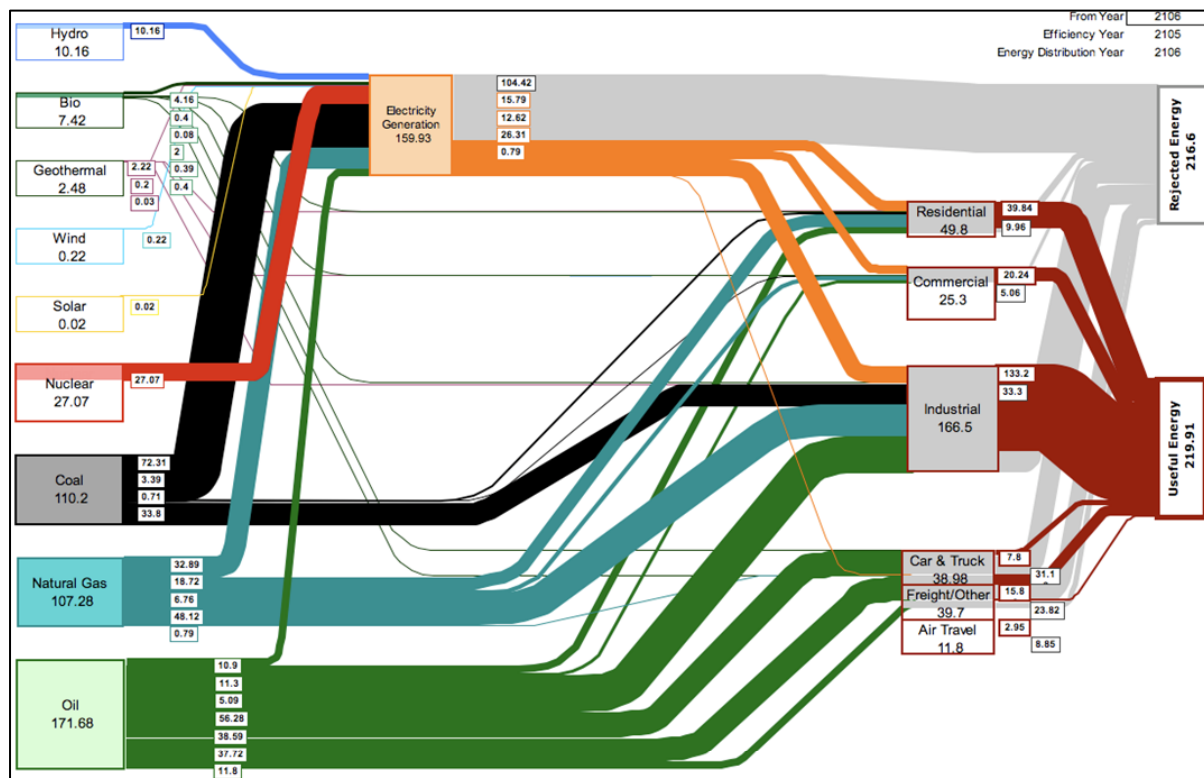 From Year 2106
Efficiency Year 2105
Energy Distribution Year 2106
Hydro
10.16
10.16
Bio
7.42
4.16
0.4
0.08
2
0.39
0.4
Geothermal
2.48
2.22
0.2
0.03
Wind
0.22
0.22
Solar
0.02
0.02
Nuclear
27.07
27.07
Coal
110.2
72.31
3.39
0.71
33.8
Natural Gas
107.28
32.89
18.72
6.76
48.12
0.79
Oil
171.68
10.9
11.3
5.09
56.28
38.59
37.72
11.8
Electricity
Generation
159.93
104.42
15.79
12.62
26.31
0.79
Residential
49.8
39.84
9.96
Commercial
25.3
20.24
5.06
Industrial
166.5
133.2
33.3
Car & Truck
38.98
7.8
31.1
Freight/Other
39.7
15.8
23.82
Air Travel
11.8
2.95
8.85
Rejected Energy
216.6
Useful Energy
219.91